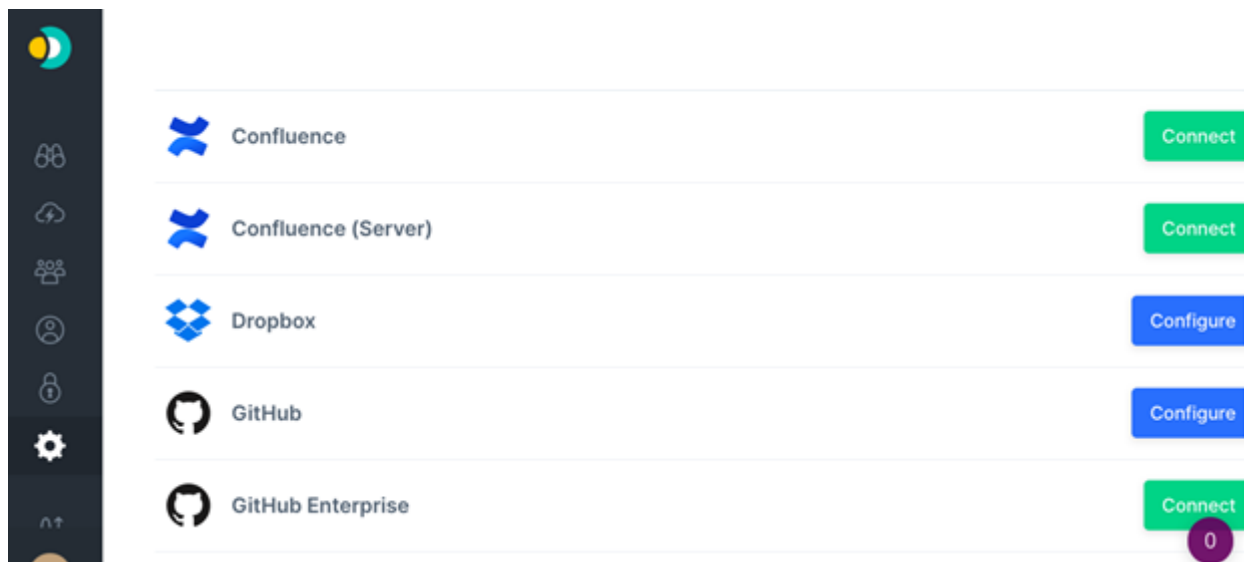 Confluence
Connect
Confluence (Server)
Connect
Dropbox
Configure
GitHub
Configure
GitHub Enterprise
Connect
0